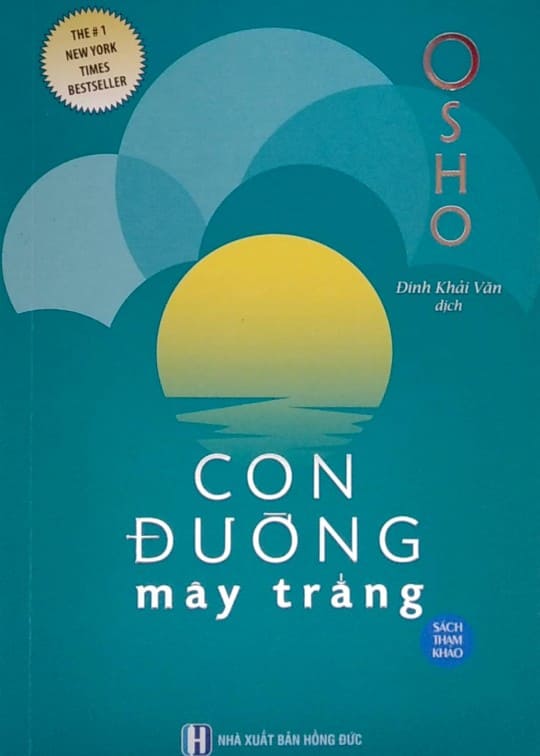 THE # 1
NEW YORK
TIMES
BESTSELLER
OSHO
Đinh Khải Văn
dịch
CON
ĐƯỜNG
mây trắng
SÁCH
THAM
KHẢO
H NHÀ XUẤT BẢN HỒNG ĐỨC